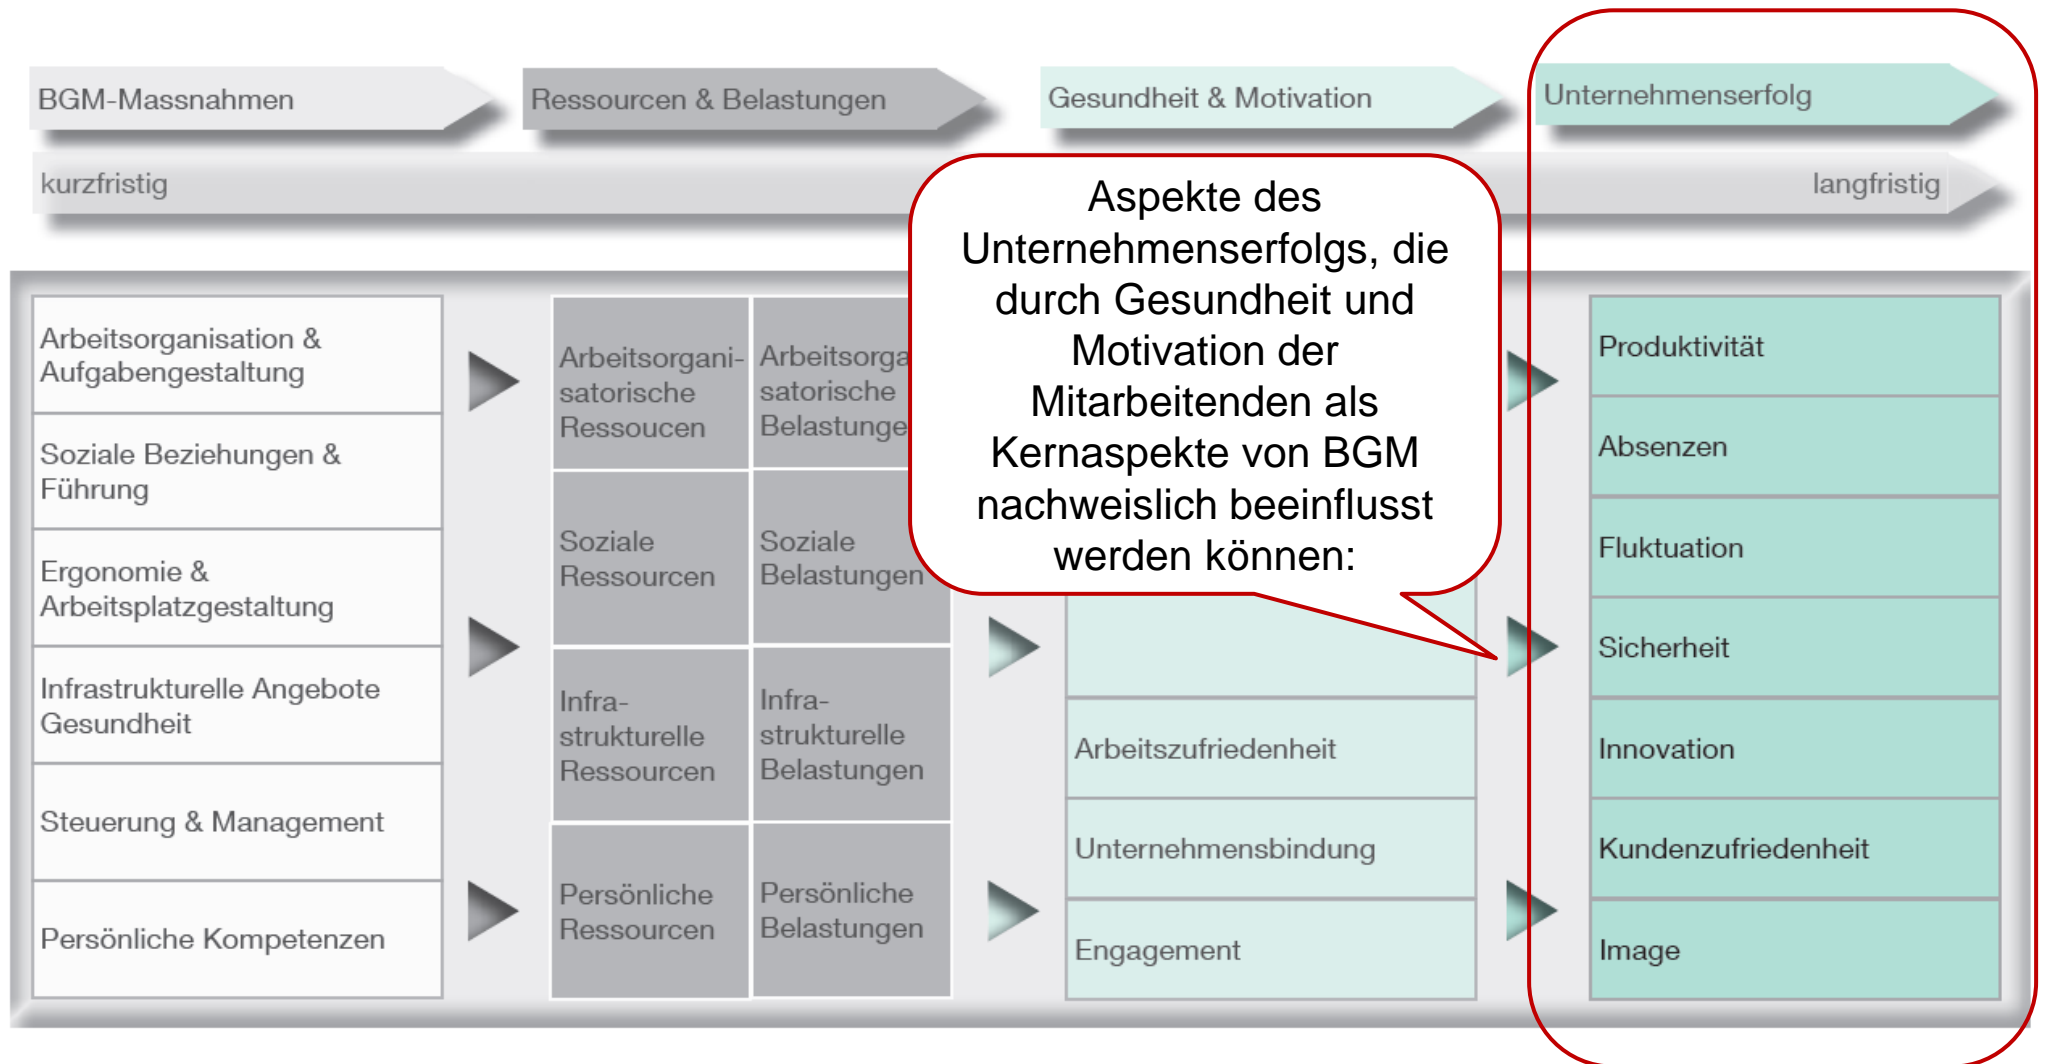 BGM-Massnahmen
Ressourcen & Belastungen
Gesundheit & Motivation
Unternehmenserfolg
kurzfristig
langfristig
Aspekte des
Unternehmenserfolgs, die
durch Gesundheit und
Motivation der
Mitarbeitenden als
Kernaspekte von BGM
nachweislich beeinflusst
werden können:
Arbeitsorganisation &
Aufgabengestaltung
Soziale Beziehungen &
Führung
Ergonomie &
Arbeitsplatzgestaltung
Infrastrukturelle Angebote
Gesundheit
Steuerung & Management
Persönliche Kompetenzen
Arbeitsorgani-
satorische
Ressoucen
Soziale
Ressourcen
Infra-
strukturelle
Ressourcen
Persönliche
Ressourcen
Arbeitsorga
satorische
Belastunge
Soziale
Belastungen
Infra-
strukturelle
Belastungen
Persönliche
Belastungen
Arbeitszufriedenheit
Unternehmensbindung
Engagement
Produktivität
Absenzen
Fluktuation
Sicherheit
Innovation
Kundenzufriedenheit
Image